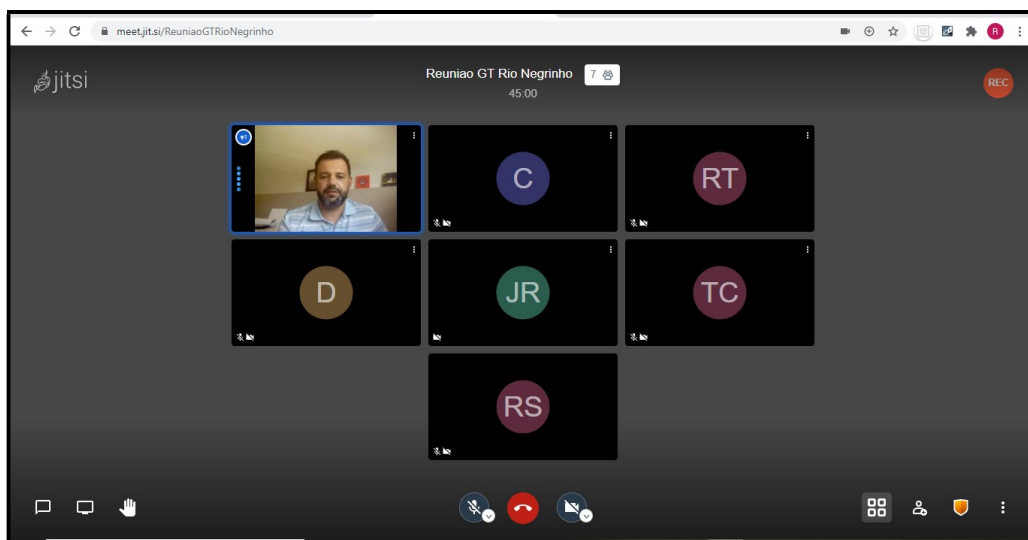 meet.jit.si/ReuniaoGTRioNegrinho
R
jitsi
Reuniao GT Rio Negrinho 7
45:00
REC
C
RT
D
JR
TC
RS